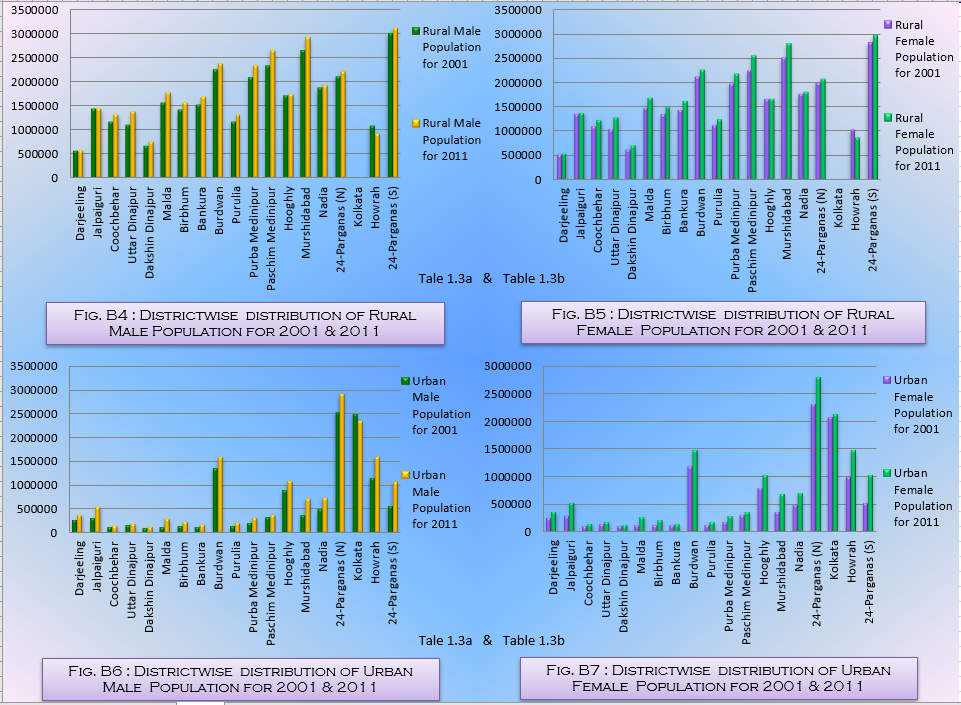 3500000
3000000
2500000
2000000
1500000
1000000
500000
0
Darjeeling
Jalpaiguri
Coochbehar
Uttar Dinajpur
Dakshin Dinajpur
Malda
Birbhum
Bankura
Burdwan
Purulia
Purba Medinipur
Paschim Medinipur
Hooghly
Murshidabad
Nadia
24-Parganas (N)
Kolkata
Howrah
24-Parganas (S)
Rural Male
Population
for 2001
Rural Male
Population
for 2011
3500000
3000000
2500000
2000000
1500000
1000000
500000
0
Darjeeling
Jalpaiguri
Coochbehar
Uttar Dinajpur
Dakshin Dinajpur
Malda
Birbhum
Bankura
Burdwan
Purulia
Purba Medinipur
Paschim Medinipur
Hooghly
Murshidabad
Nadia
24-Parganas (N)
Kolkata
Howrah
24-Parganas (S)
Rural
Female
Population
for 2001
Rural
Female
Population
for 2011
Tale 1.3a & Table 1.3b
Fig. B4 : Districtwise distribution of Rural
Male Population for 2001 & 2011
Fig. B5 : Districtwise distribution of Rural
Female Population for 2001 & 2011
3500000
3000000
2500000
2000000
1500000
1000000
500000
0
Darjeeling
Jalpaiguri
Coochbehar
Uttar Dinajpur
Dakshin Dinajpur
Malda
Birbhum
Bankura
Burdwan
Purulia
Purba Medinipur
Paschim Medinipur
Hooghly
Murshidabad
Nadia
24-Parganas (N)
Kolkata
Howrah
24-Parganas (S)
Urban
Male
Population
for 2001
Urban
Male
Population
for 2011
3000000
2500000
2000000
1500000
1000000
500000
0
Darjeeling
Jalpaiguri
Coochbehar
Uttar Dinajpur
Dakshin Dinajpur
Malda
Birbhum
Bankura
Burdwan
Purulia
Purba Medinipur
Paschim Medinipur
Hooghly
Murshidabad
Nadia
24-Parganas (N)
Kolkata
Howrah
24-Parganas (S)
Urban
Female
Population
for 2001
Urban
Female
Population
for 2011
Tale 1.3a & Table 1.3b
Fig. B6 : Districtwise distribution of Urban
Male Population for 2001 & 2011
Fig. B7 : Districtwise distribution of Urban
Female Population for 2001 & 2011